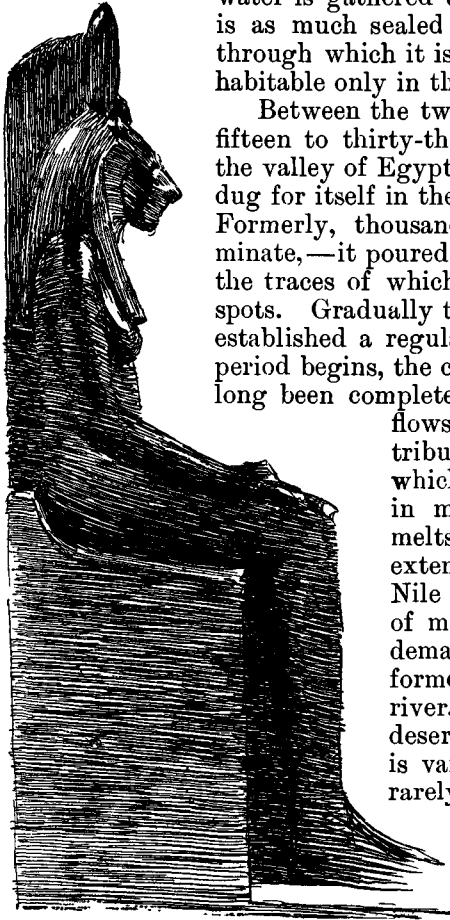 water is gathered
is as much sealed
through which it is
habitable only in th
Between the tw
fifteen to thirty-th
the valley of Egypt
dug for itself in the
Formerly, thousan
minate,—it poured
the traces of which
spots. Gradually t
established a regula
period begins, the c
long been complete
flows
tribu
which
in m
melts
exten
Nile
of m
dema
forme
river.
deser
is va
rarely